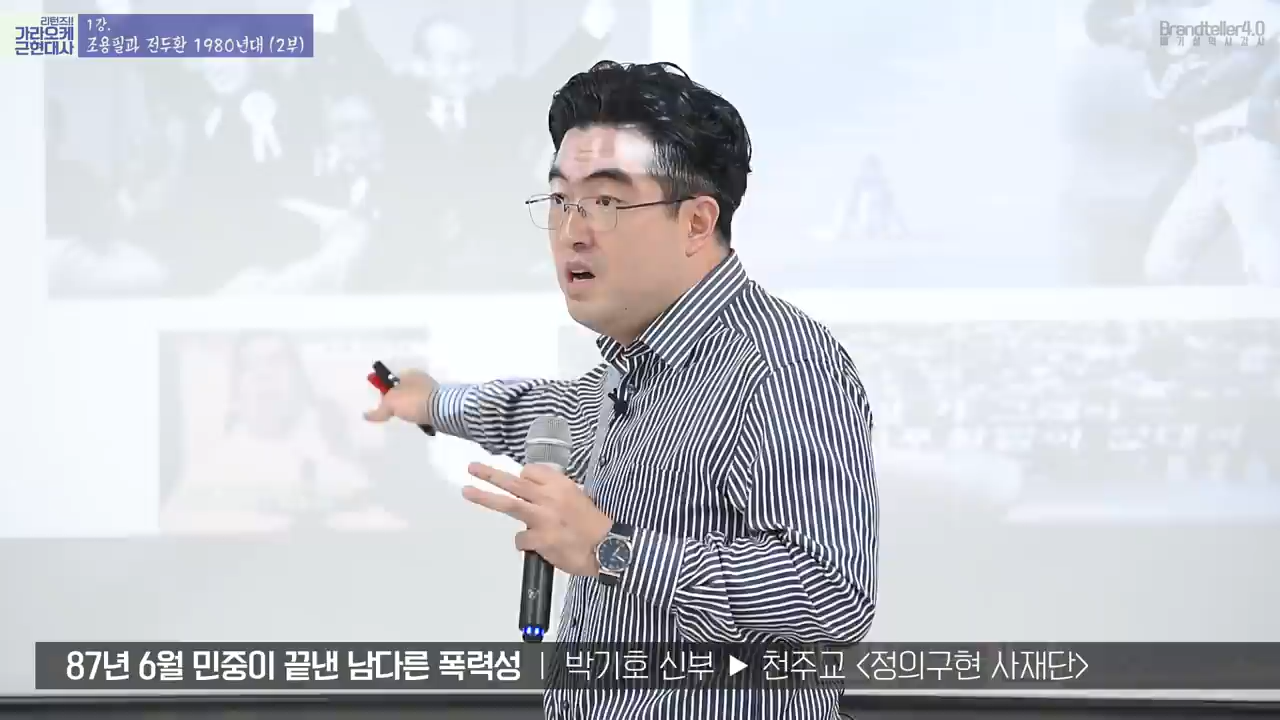 리턴즈!!
가라오케
근현대사
1강.
조용필과 전두환 1980년대 (2부)
Brandteller4.0
87년 6월 민중이 끝낸 남다른 폭력성 | 박기호 신부 ▶ 천주교 <정의구현 사제단>